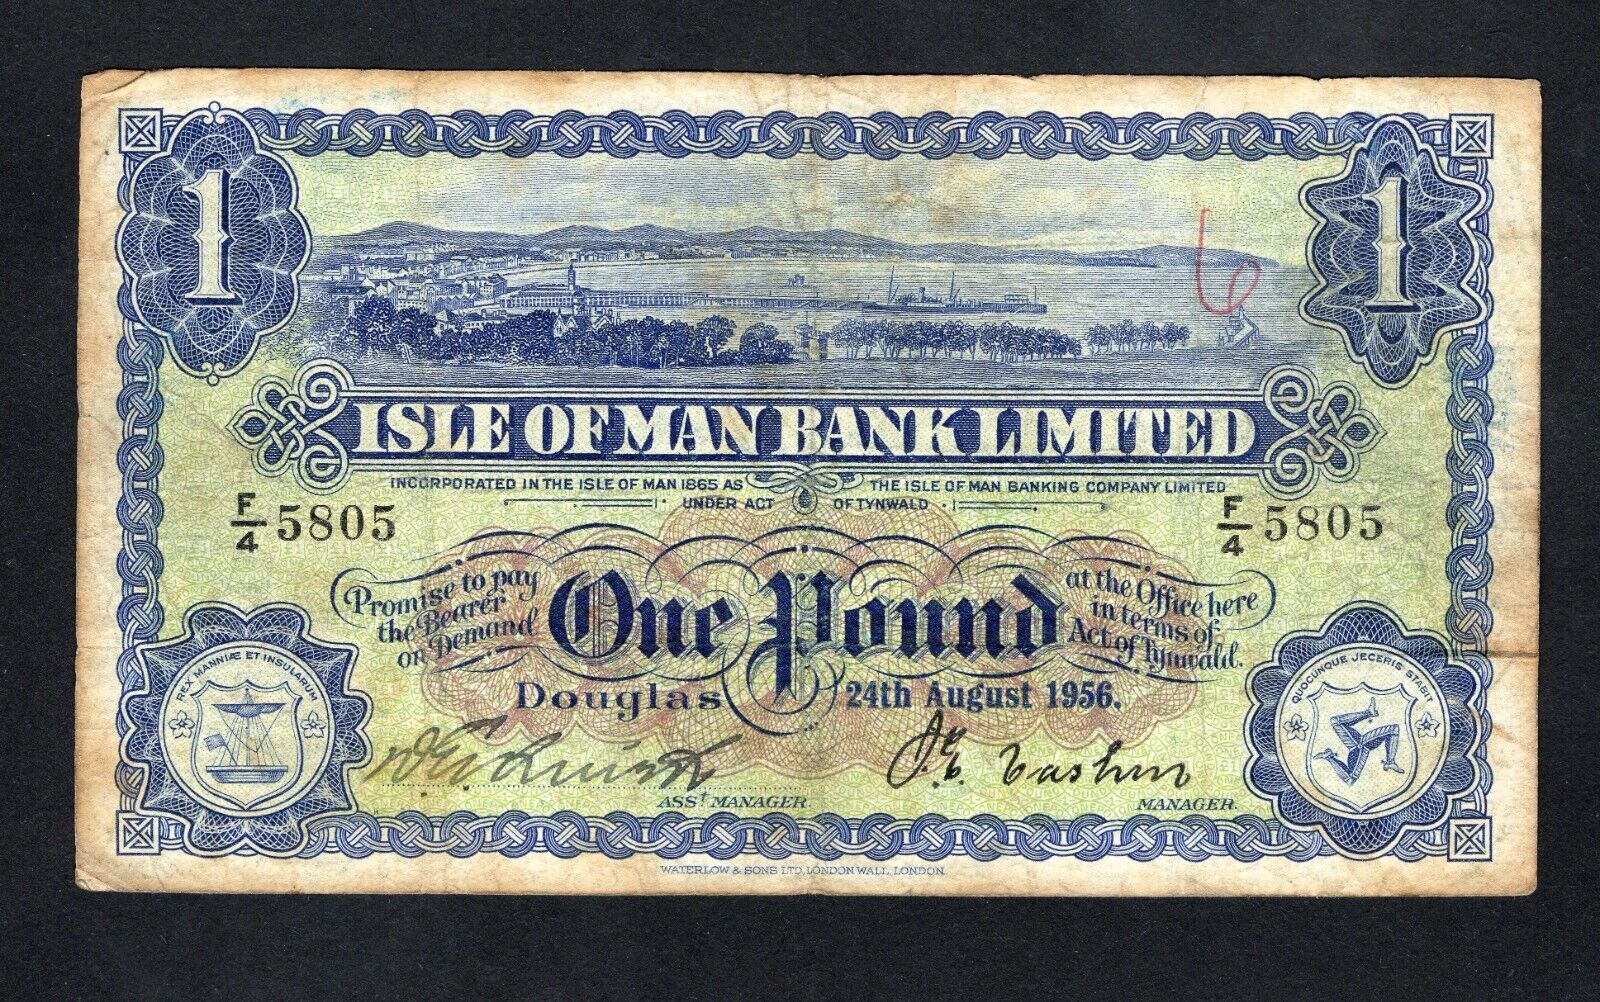 1
1
6
ISLE OF MAN BANK LIMITED
INCORPORATED IN THE ISLE OF MAN 1865 AS THE ISLE OF MAN BANKING COMPANY LIMITED
UNDER ACT OF TYNWALD
F/4 5805
F/4 5805
Promise to pay
the Bearer
on Demand
One Pound
at the Office here
in terms of
Act of Tynwald.
Douglas 24th August 1956.
REX MANNIÆ ET INSULARUM
QUOCUNQUE JECERIS STABIT
ASST. MANAGER.
MANAGER.
WATERLOW & SONS LTD. LONDON WALL, LONDON.